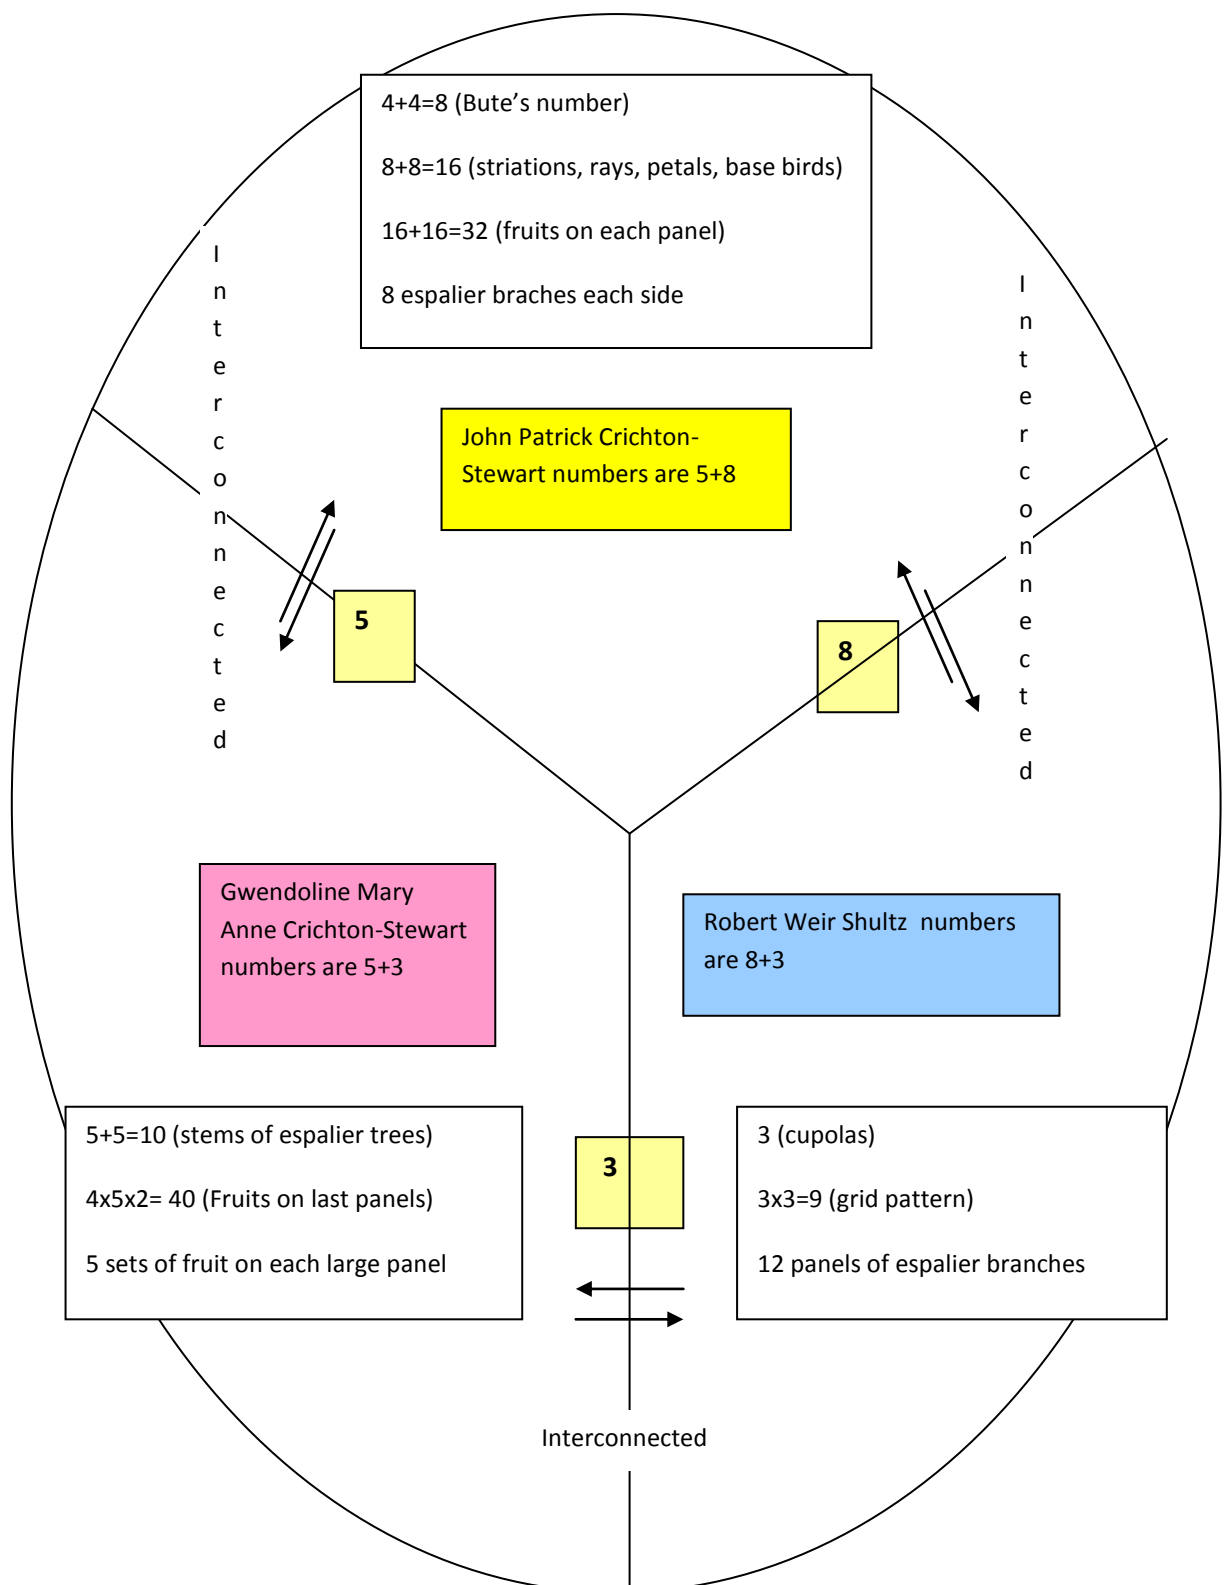 4+4=8 (Bute’s number)
8+8=16 (striations, rays, petals, base birds)
16+16=32 (fruits on each panel)
8 espalier braches each side
Interconnected
Interconnected
John Patrick Crichton-
Stewart numbers are 5+8
5
8
Gwendoline Mary
Anne Crichton-Stewart
numbers are 5+3
Robert Weir Shultz  numbers
are 8+3
5+5=10 (stems of espalier trees)
4x5x2= 40 (Fruits on last panels)
5 sets of fruit on each large panel
3
3 (cupolas)
3x3=9 (grid pattern)
12 panels of espalier branches
Interconnected